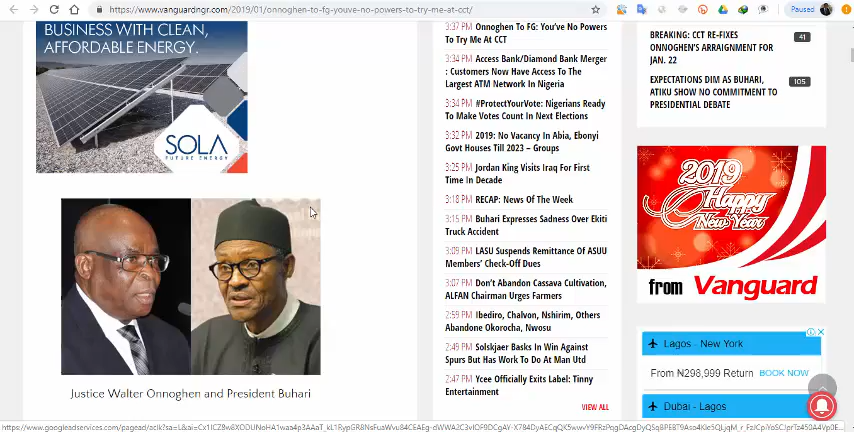 https://www.vanguardngr.com/2019/01/onnoghen-to-fg-youve-no-powers-to-try-me-at-cct/
Paused
BUSINESS WITH CLEAN,
AFFORDABLE ENERGY.
SOLA
FUTURE ENERGY
Justice Walter Onnoghen and President Buhari
3:37 PM Onnoghen To FG: You've No Powers
To Try Me At CCT
3:34 PM Access Bank/Diamond Bank Merger
: Customers Now Have Access To The
Largest ATM Network In Nigeria
3:34 PM #ProtectYourVote: Nigerians Ready
To Make Votes Count In Next Elections
3:32 PM 2019: No Vacancy In Abia, Ebonyi
Govt Houses Till 2023 – Groups
3:25 PM Jordan King Visits Iraq For First
Time In Decade
3:18 PM RECAP: News Of The Week
3:15 PM Buhari Expresses Sadness Over Ekiti
Truck Accident
3:09 PM LASU Suspends Remittance Of ASUU
Members' Check-Off Dues
3:07 PM Don't Abandon Cassava Cultivation,
ALFAN Chairman Urges Farmers
2:59 PM Ibediro, Chalvon, Nshirim, Others
Abandone Okorocha, Nwosu
2:49 PM Solskjaer Basks In Win Against
Spurs But Has Work To Do At Man Utd
2:47 PM Ycee Officially Exits Label: Tinny
Entertainment
VIEW ALL
BREAKING: CCT RE-FIXES
ONNOGHEN'S ARRAIGNMENT FOR
JAN. 22
41
EXPECTATIONS DIM AS BUHARI,
ATIKU SHOW NO COMMITMENT TO
PRESIDENTIAL DEBATE
105
2019
Happy
New Year
from Vanguard
Lagos - New York
From ₦298,999 Return BOOK NOW
Dubai - Lagos